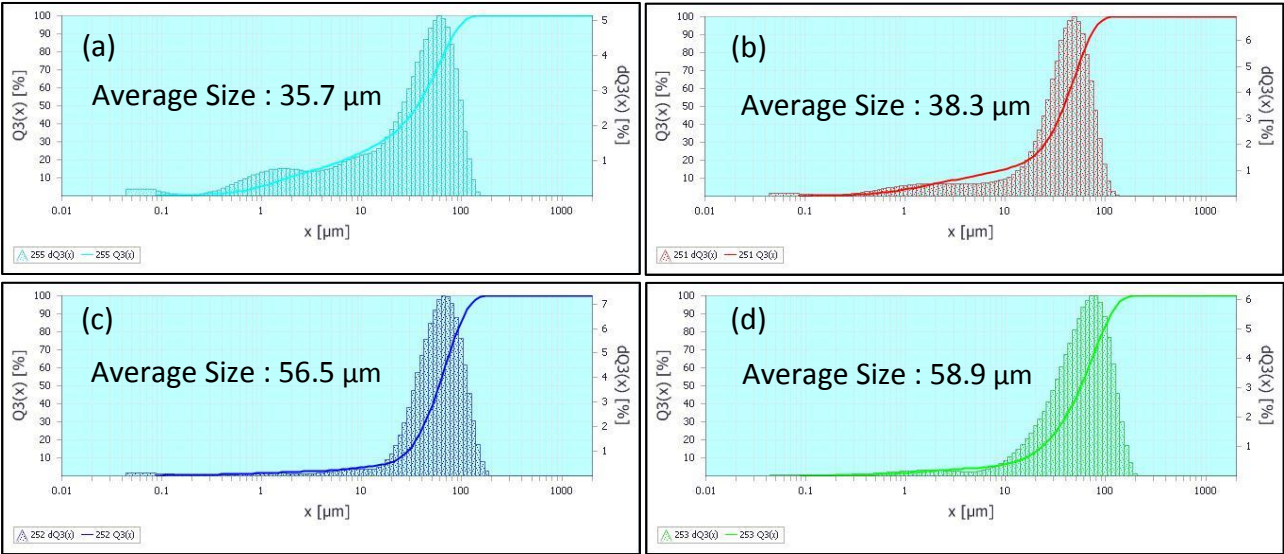 (a)
Average Size : 35.7 µm
Q3(x) [%]
100
90
80
70
60
50
40
30
20
10
dQ3(x) [%]
5
4
3
2
1
0.01 0.1 1 10 100 1000
x [µm]
255 dQ3(i) 255 Q3(i)
(b)
Average Size : 38.3 µm
Q3(x) [%]
100
90
80
70
60
50
40
30
20
10
dQ3(x) [%]
6
5
4
3
2
1
0.01 0.1 1 10 100 1000
x [µm]
251 dQ3(i) 251 Q3(i)
(c)
Average Size : 56.5 µm
Q3(x) [%]
100
90
80
70
60
50
40
30
20
10
dQ3(x) [%]
7
6
5
4
3
2
1
0.01 0.1 1 10 100 1000
x [µm]
252 dQ3(i) 252 Q3(i)
(d)
Average Size : 58.9 µm
Q3(x) [%]
100
90
80
70
60
50
40
30
20
10
dQ3(x) [%]
6
5
4
3
2
1
0.01 0.1 1 10 100 1000
x [µm]
253 dQ3(i) 253 Q3(i)